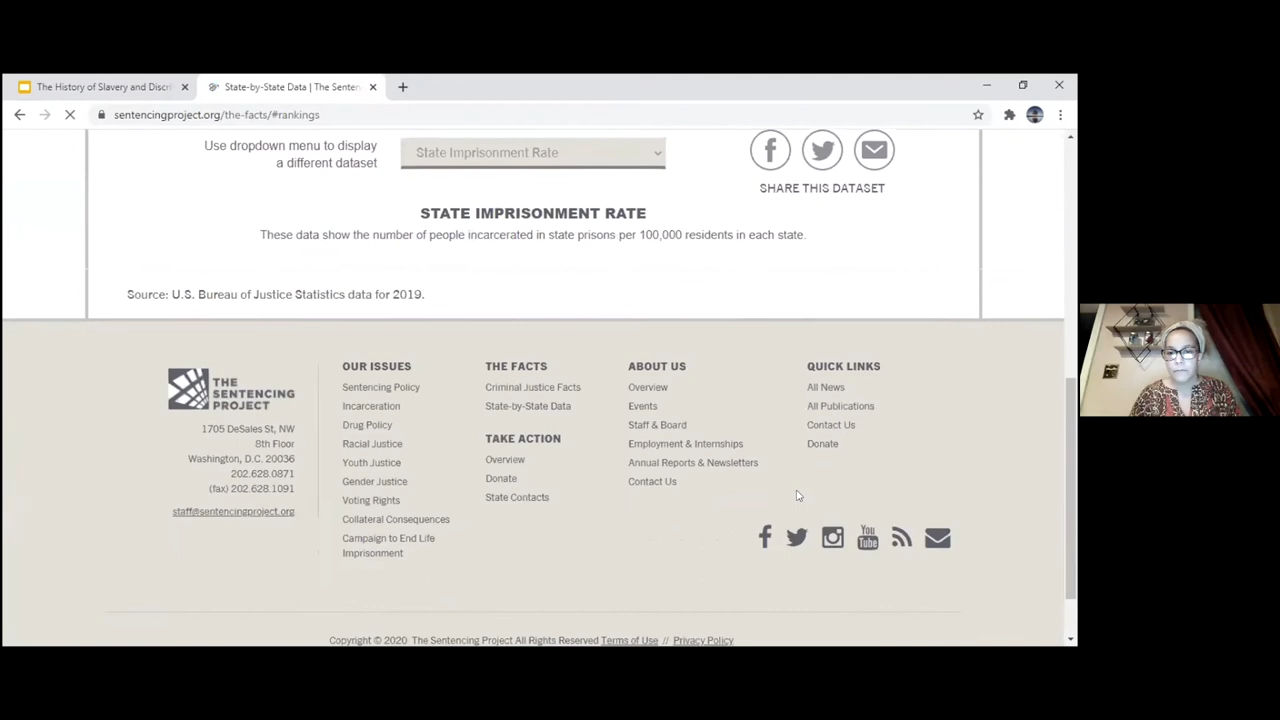 The History of Slavery and Discri
State-by-State Data | The Senten
sentencingproject.org/the-facts/#rankings
Use dropdown menu to display
a different dataset
State Imprisonment Rate
SHARE THIS DATASET
STATE IMPRISONMENT RATE
These data show the number of people incarcerated in state prisons per 100,000 residents in each state.
Source: U.S. Bureau of Justice Statistics data for 2019.
THE
SENTENCING
PROJECT
1705 DeSales St, NW
8th Floor
Washington, D.C. 20036
202.628.0871
(fax) 202.628.1091
staff@sentencingproject.org
OUR ISSUES
Sentencing Policy
Incarceration
Drug Policy
Racial Justice
Youth Justice
Gender Justice
Voting Rights
Collateral Consequences
Campaign to End Life
Imprisonment
THE FACTS
Criminal Justice Facts
State-by-State Data
TAKE ACTION
Overview
Donate
State Contacts
ABOUT US
Overview
Events
Staff & Board
Employment & Internships
Annual Reports & Newsletters
Contact Us
QUICK LINKS
All News
All Publications
Contact Us
Donate
You
Tube
Copyright © 2020 The Sentencing Project All Rights Reserved Terms of Use // Privacy Policy